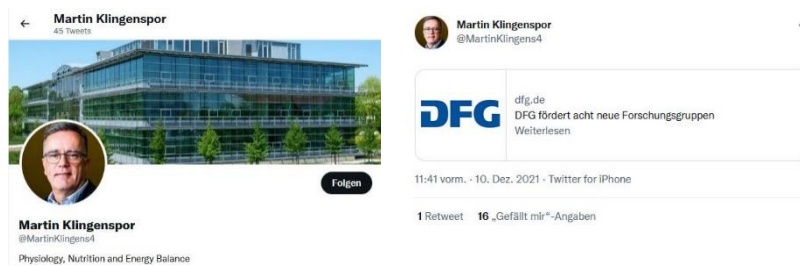 Martin Klingenspor
45 Tweets
Folgen
Martin Klingenspor
@MartinKlingens4
Physiology, Nutrition and Energy Balance
Martin Klingenspor
@MartinKlingens4
DFG
dfg.de
DFG fördert acht neue Forschungsgruppen
Weiterlesen
11:41 vorm. · 10. Dez. 2021 · Twitter for iPhone
1 Retweet 16 „Gefällt mir“-Angaben